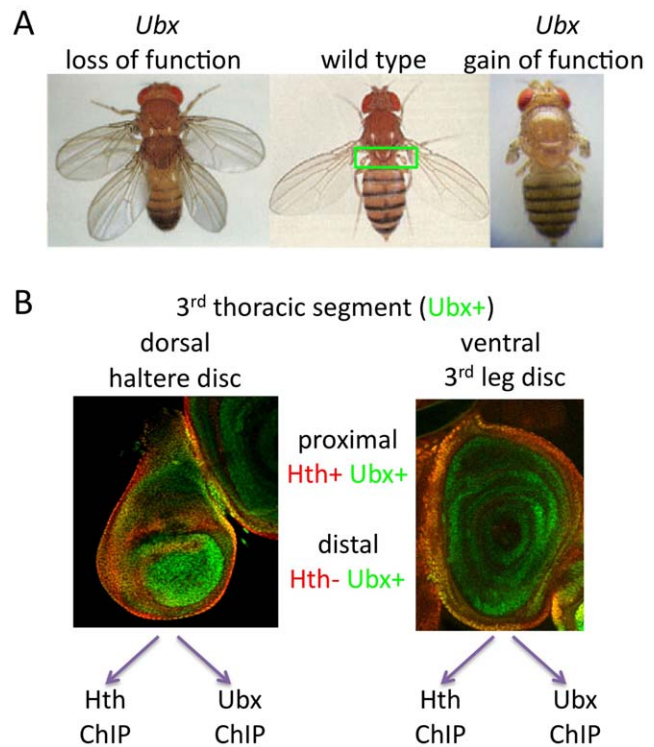 A
Ubx
loss of function
wild type
Ubx
gain of function
B
3rd thoracic segment (Ubx+)
dorsal
haltere disc
ventral
3rd leg disc
proximal
Hth+ Ubx+
distal
Hth- Ubx+
Hth
ChIP
Ubx
ChIP
Hth
ChIP
Ubx
ChIP